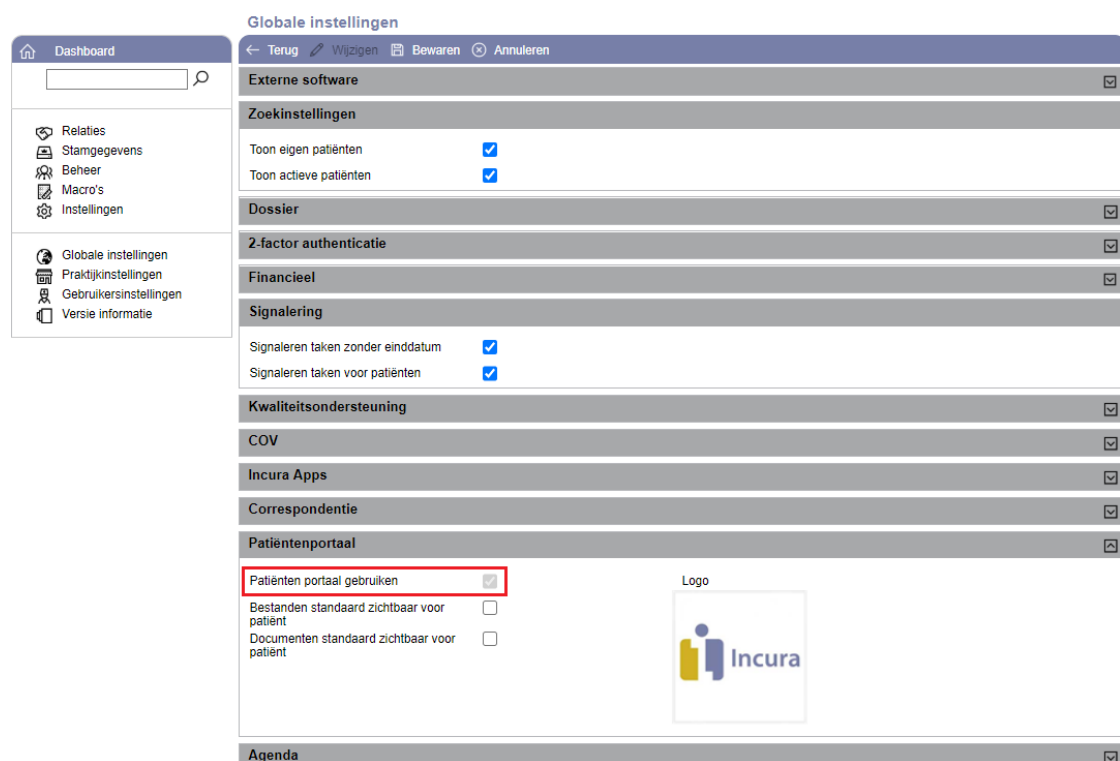 Globale instellingen
Dashboard
Terug Wijzigen Bewaren Annuleren
Relaties
Stamgegevens
Beheer
Macro's
Instellingen
Globale instellingen
Praktijkinstellingen
Gebruikersinstellingen
Versie informatie
Externe software
Zoekinstellingen
Toon eigen patiënten
Toon actieve patiënten
Dossier
2-factor authenticatie
Financieel
Signalering
Signaleren taken zonder einddatum
Signaleren taken voor patiënten
Kwaliteitsondersteuning
COV
Incura Apps
Correspondentie
Patiëntenportaal
Patiënten portaal gebruiken
Bestanden standaard zichtbaar voor
patiënt
Documenten standaard zichtbaar voor
patiënt
Logo
Incura
Agenda